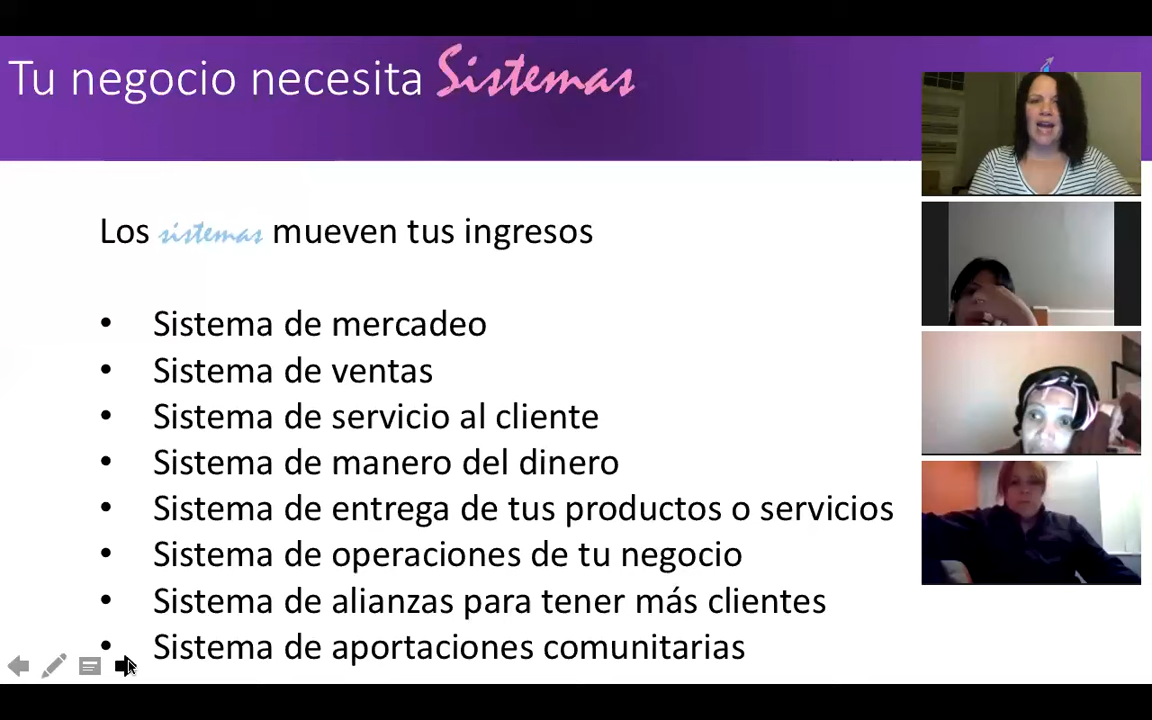 Tu negocio necesita Sistemas
Los sistemas mueven tus ingresos
• Sistema de mercadeo
• Sistema de ventas
• Sistema de servicio al cliente
• Sistema de manero del dinero
• Sistema de entrega de tus productos o servicios
• Sistema de operaciones de tu negocio
• Sistema de alianzas para tener más clientes
• Sistema de aportaciones comunitarias